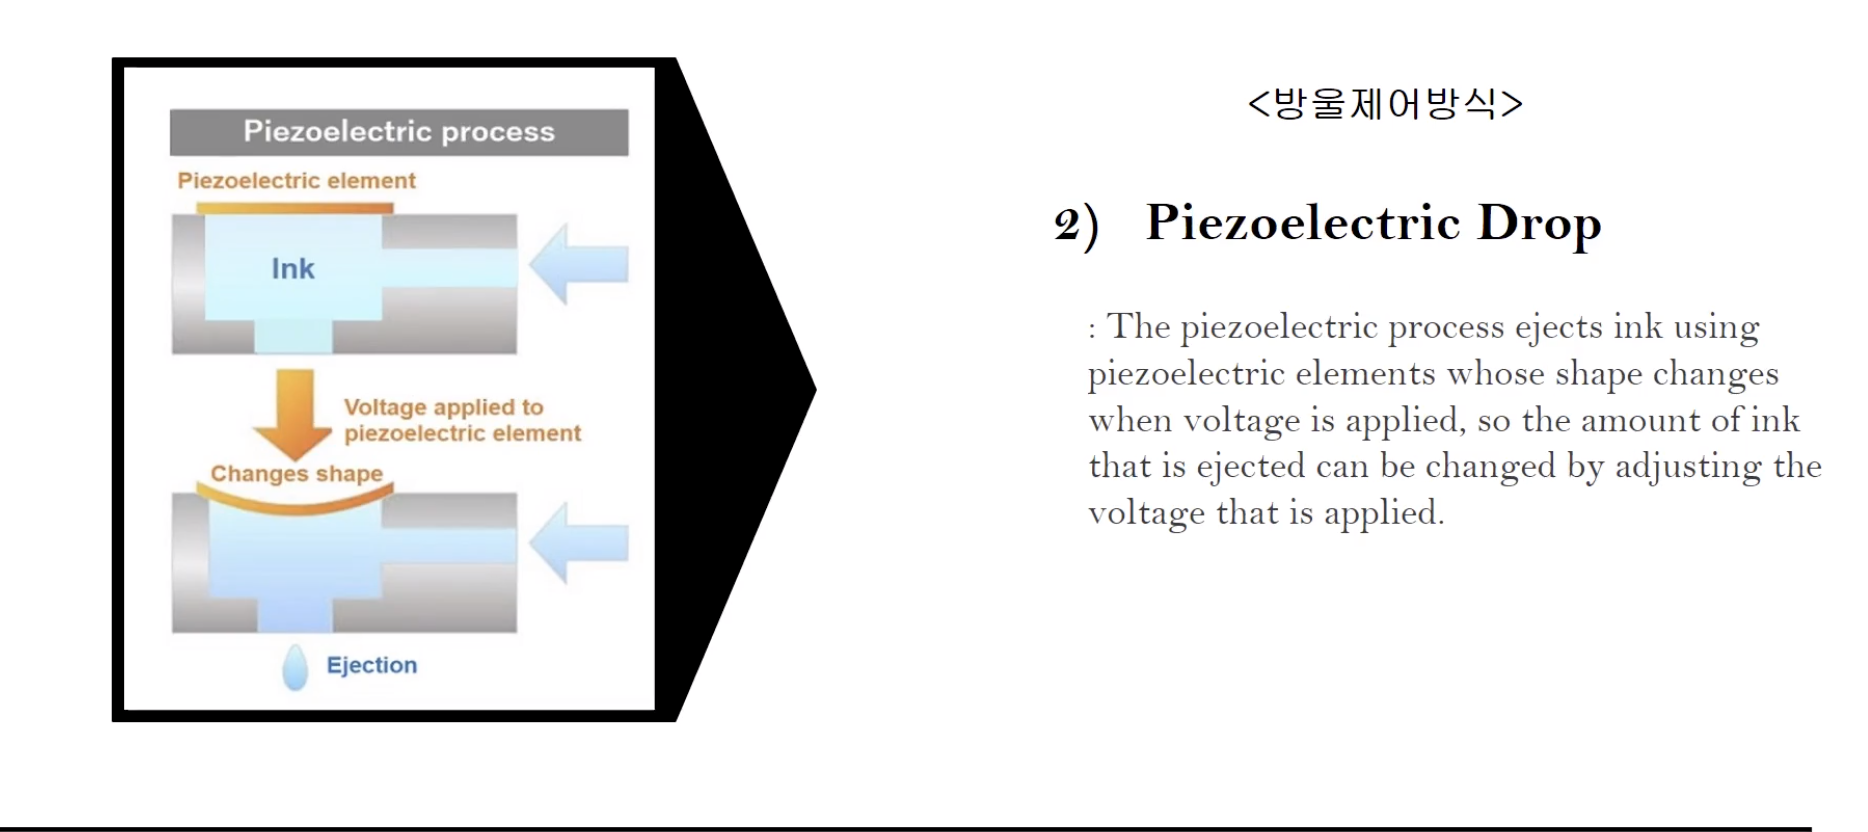 Piezoelectric process
Piezoelectric element
Ink
Voltage applied to
piezoelectric element
Changes shape
Ejection
<방울제어방식>
2) Piezoelectric Drop
: The piezoelectric process ejects ink using
piezoelectric elements whose shape changes
when voltage is applied, so the amount of ink
that is ejected can be changed by adjusting the
voltage that is applied.